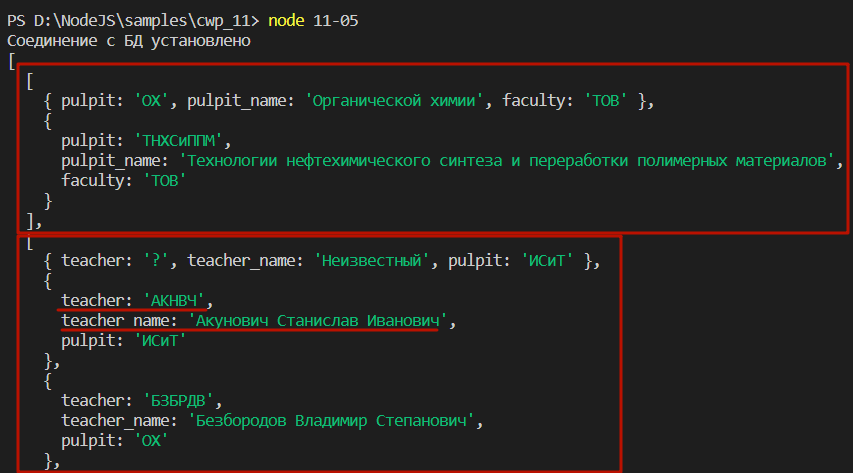 PS D:\NodeJS\samples\cwp_11> node 11-05
Соединение с БД установлено
[
[
{ pulpit: 'ОХ', pulpit_name: 'Органической химии', faculty: 'ТОВ' },
{
pulpit: 'ТНХСиППМ',
pulpit_name: 'Технологии нефтехимического синтеза и переработки полимерных материалов',
faculty: 'ТОВ'
}
],
[
{ teacher: '?', teacher_name: 'Неизвестный', pulpit: 'ИСиТ' },
{
teacher: 'АКНВЧ',
teacher_name: 'Акунович Станислав Иванович',
pulpit: 'ИСиТ'
},
{
teacher: 'БЗБРДВ',
teacher_name: 'Безбородов Владимир Степанович',
pulpit: 'ОХ'
},